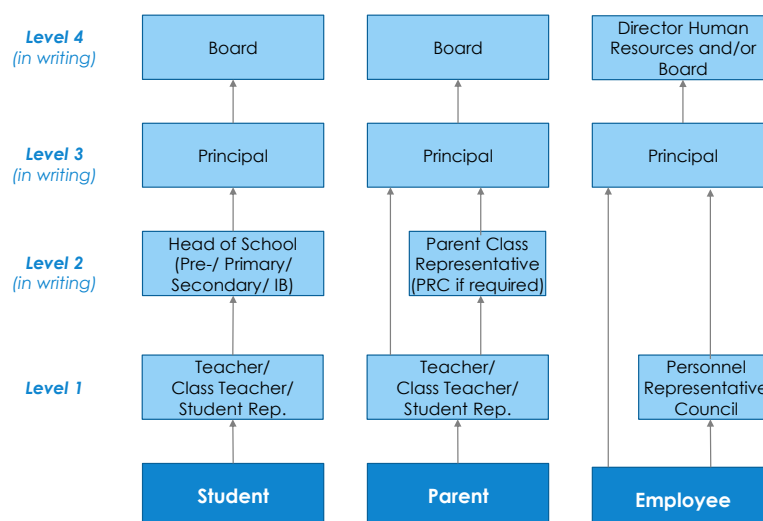 Level 4
(in writing)
Board
Board
Director Human
Resources and/or
Board
Level 3
(in writing)
Principal
Principal
Principal
Level 2
(in writing)
Head of School
(Pre-/ Primary/
Secondary/ IB)
Parent Class
Representative
(PRC if required)
Level 1
Teacher/
Class Teacher/
Student Rep.
Teacher/
Class Teacher/
Student Rep.
Personnel
Representative
Council
Student
Parent
Employee